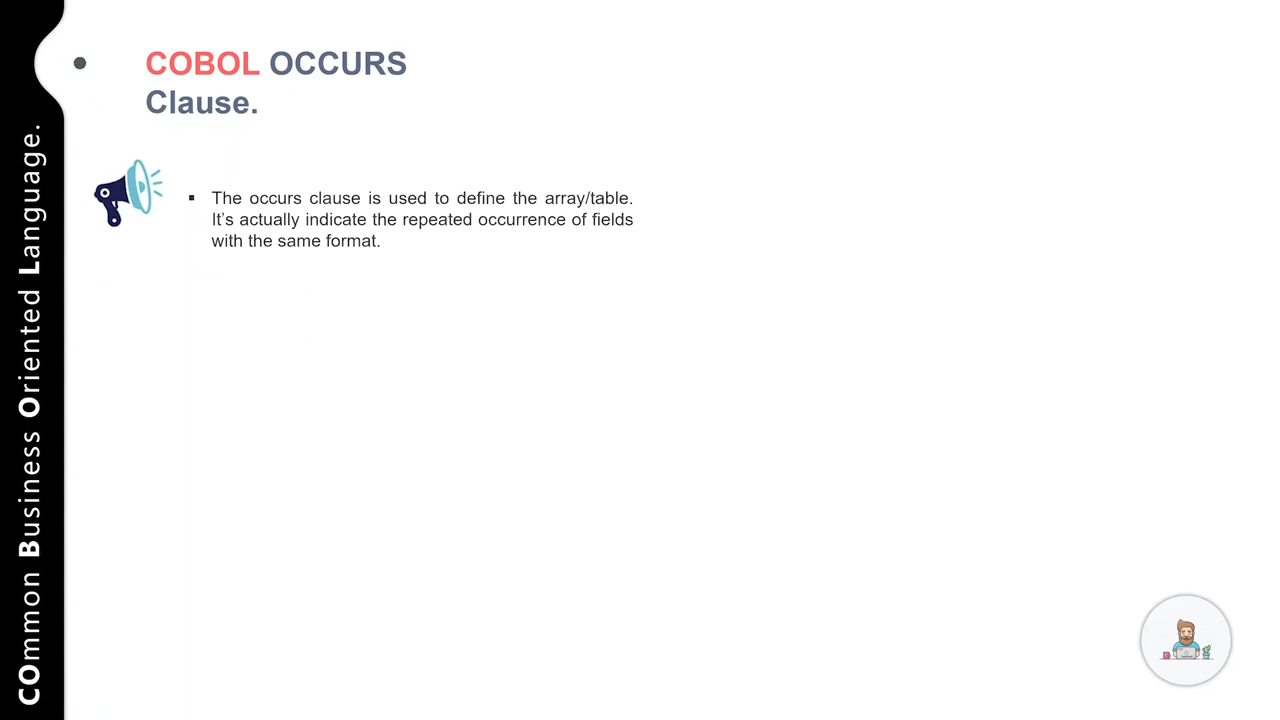 COBOL OCCURS
Clause.
The occurs clause is used to define the array/table.
It's actually indicate the repeated occurrence of fields
with the same format.
COmmon Business Oriented Language.